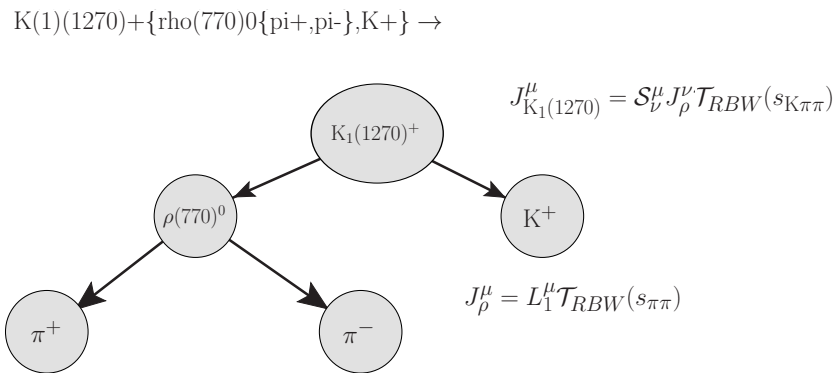 K(1)(1270)+{rho(770)0{pi+,pi-},K+} →
J^μ_{K₁(1270)} = 𝒮^μ_ν J^ν_ρ 𝒯_{RBW}(s_{Kππ})
K₁(1270)⁺
ρ(770)⁰
K⁺
J^μ_ρ = L^μ_1 𝒯_{RBW}(s_{ππ})
π⁺
π⁻